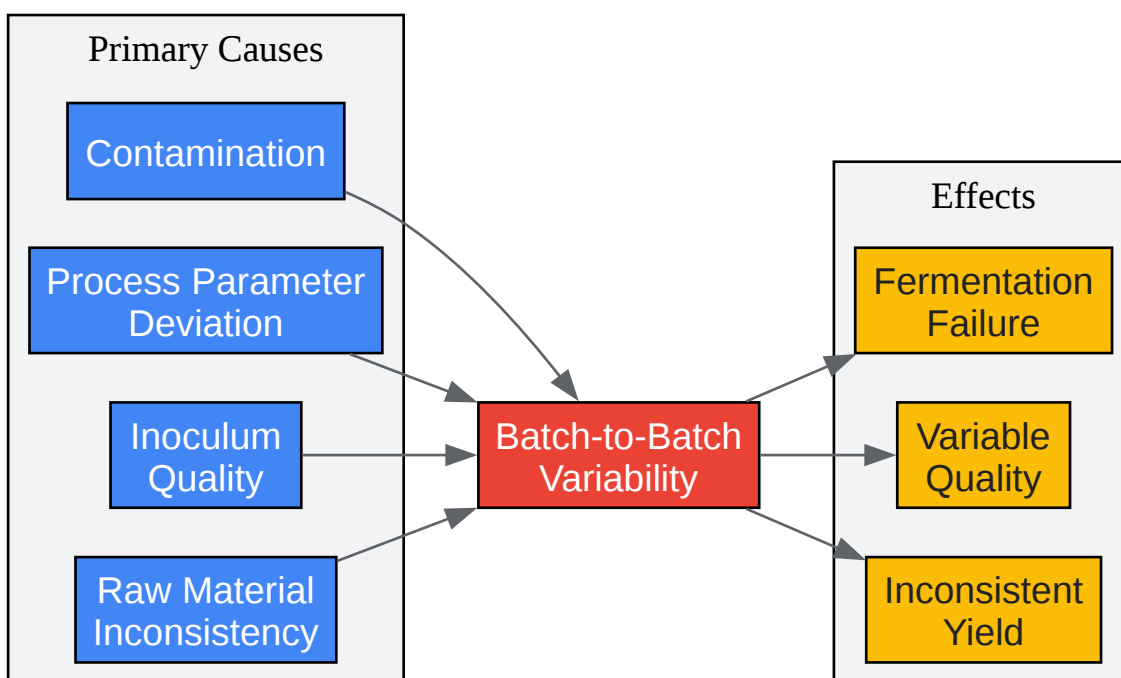 Primary Causes
Contamination
Process Parameter
Deviation
Inoculum
Quality
Raw Material
Inconsistency
Batch-to-Batch
Variability
Effects
Fermentation
Failure
Variable
Quality
Inconsistent
Yield